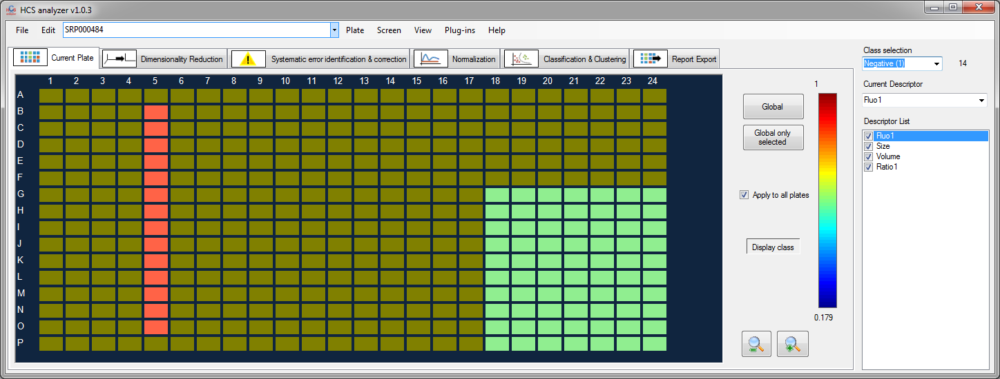 HCS analyzer v1.0.3
File Edit SRP000484 Plate Screen View Plug-ins Help
Current Plate Dimensionality Reduction Systematic error identification & correction Normalization Classification & Clustering Report Export
1 2 3 4 5 6 7 8 9 10 11 12 13 14 15 16 17 18 19 20 21 22 23 24
A
B
C
D
E
F
G
H
I
J
K
L
M
N
O
P
1
Global
Global only
selected
Apply to all plates
Display class
0.179
Class selection
Negative (1) 14
Current Descriptor
Fluo1
Descriptor List
Fluo1
Size
Volume
Ratio1